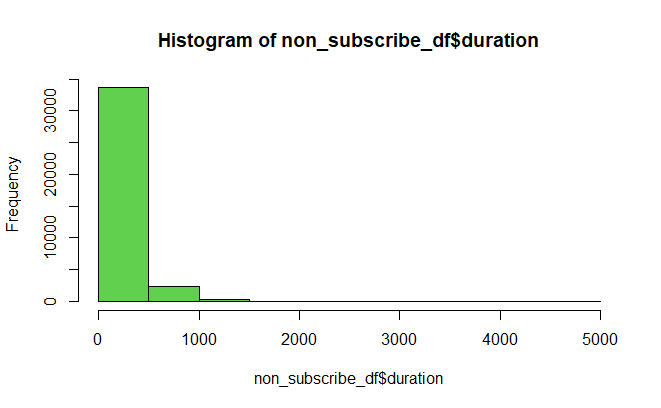 Histogram of non_subscribe_df$duration
Frequency
30000
20000
10000
0
0 1000 2000 3000 4000 5000
non_subscribe_df$duration